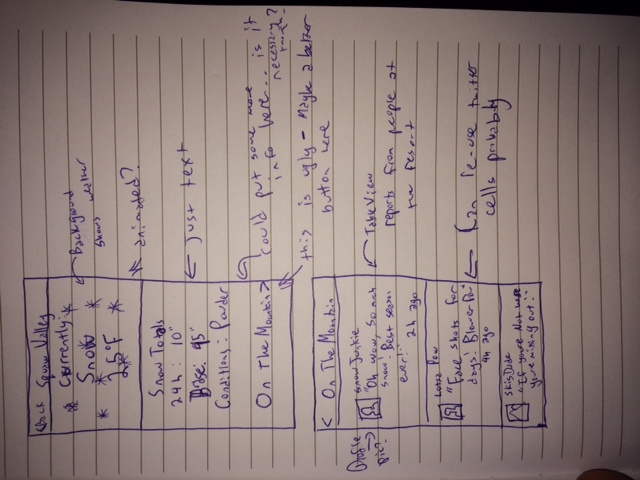 <Back Squaw Valley
Currently:
Snow
25°F
Background
shows weather
animated?
Snow Totals
24h: 10"
Base: 95"
Conditions: Powder
On The Mountain >
Just text
could put some more
info here... is it
necessary
though?
this is ugly - Maybe a better
button here
< On The Mountain
Profile
Pic?
snowJunkie
"Oh wow, so much
snow! Best season
ever!"
2h ago
TableView
reports from people at
the resort
Lotsa Pow
"Face shots for
days! Blower Pow"
4h ago
Can re-use twitter
cells probably
SkisDude
"If you're Not here
you're missing out!"